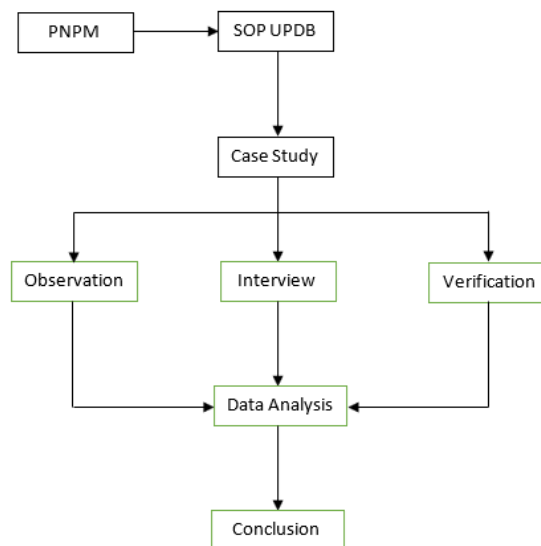 PNPM
SOP UPDB
Case Study
Observation
Interview
Verification
Data Analysis
Conclusion